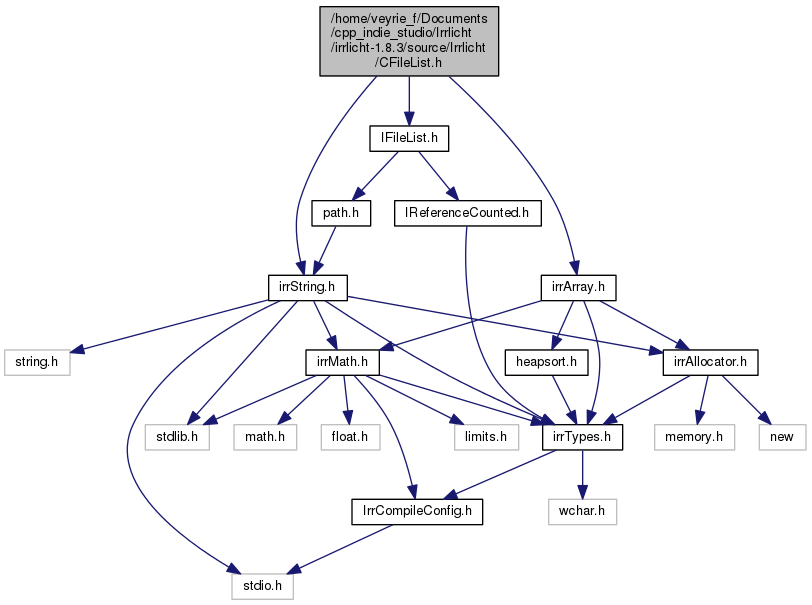 /home/veyrie_f/Documents
/cpp_indie_studio/Irrlicht
/irrlicht-1.8.3/source/Irrlicht
/CFileList.h
IFileList.h
path.h
IReferenceCounted.h
irrString.h
irrArray.h
string.h
irrMath.h
heapsort.h
irrAllocator.h
stdlib.h
math.h
float.h
limits.h
irrTypes.h
memory.h
new
IrrCompileConfig.h
wchar.h
stdio.h